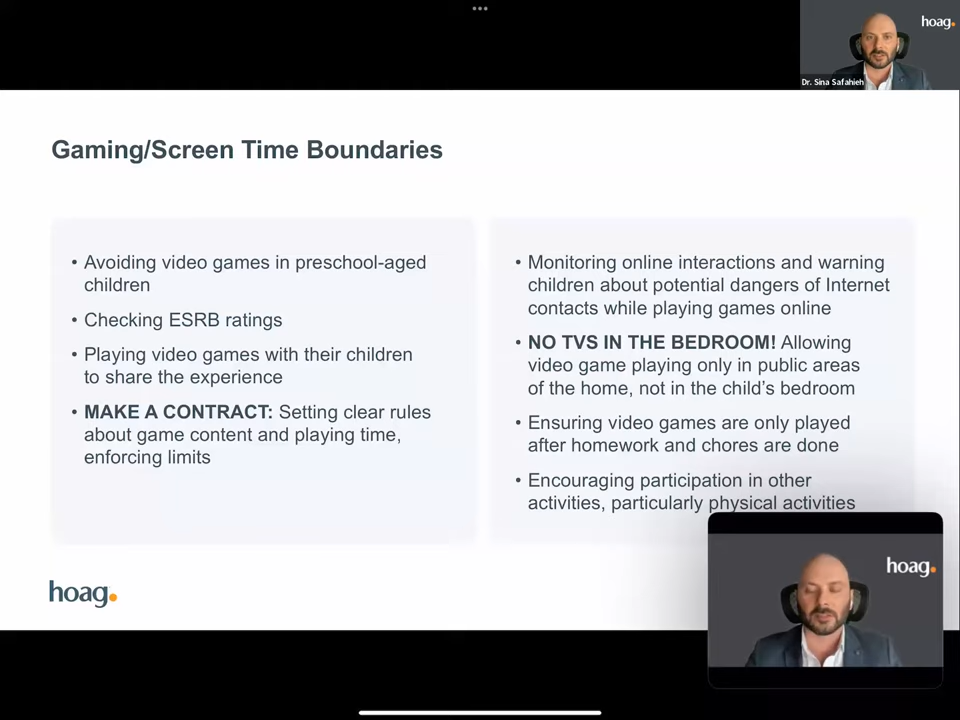 hoag.
Dr. Sina Safahieh
Gaming/Screen Time Boundaries
• Avoiding video games in preschool-aged
children
• Checking ESRB ratings
• Playing video games with their children
to share the experience
• MAKE A CONTRACT: Setting clear rules
about game content and playing time,
enforcing limits
• Monitoring online interactions and warning
children about potential dangers of Internet
contacts while playing games online
• NO TVS IN THE BEDROOM! Allowing
video game playing only in public areas
of the home, not in the child’s bedroom
• Ensuring video games are only played
after homework and chores are done
• Encouraging participation in other
activities, particularly physical activities
hoag.
hoag.